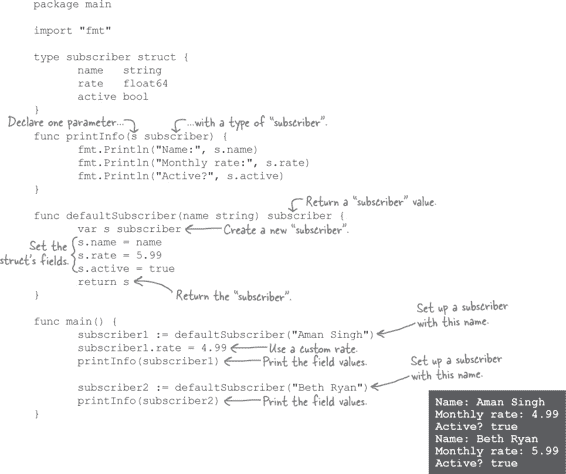 package main
import "fmt"
type subscriber struct {
name string
rate float64
active bool
}
Declare one parameter... ...with a type of "subscriber".
func printInfo(s subscriber) {
fmt.Println("Name:", s.name)
fmt.Println("Monthly rate:", s.rate)
fmt.Println("Active?", s.active)
}
Return a "subscriber" value.
func defaultSubscriber(name string) subscriber {
var s subscriber Create a new "subscriber".
Set the
struct's fields.
s.name = name
s.rate = 5.99
s.active = true
return s
Return the "subscriber".
}
func main() {
Set up a subscriber
with this name.
subscriber1 := defaultSubscriber("Aman Singh")
subscriber1.rate = 4.99 Use a custom rate.
printInfo(subscriber1) Print the field values.
Set up a subscriber
with this name.
subscriber2 := defaultSubscriber("Beth Ryan")
printInfo(subscriber2) Print the field values.
}
Name: Aman Singh
Monthly rate: 4.99
Active? true
Name: Beth Ryan
Monthly rate: 5.99
Active? true